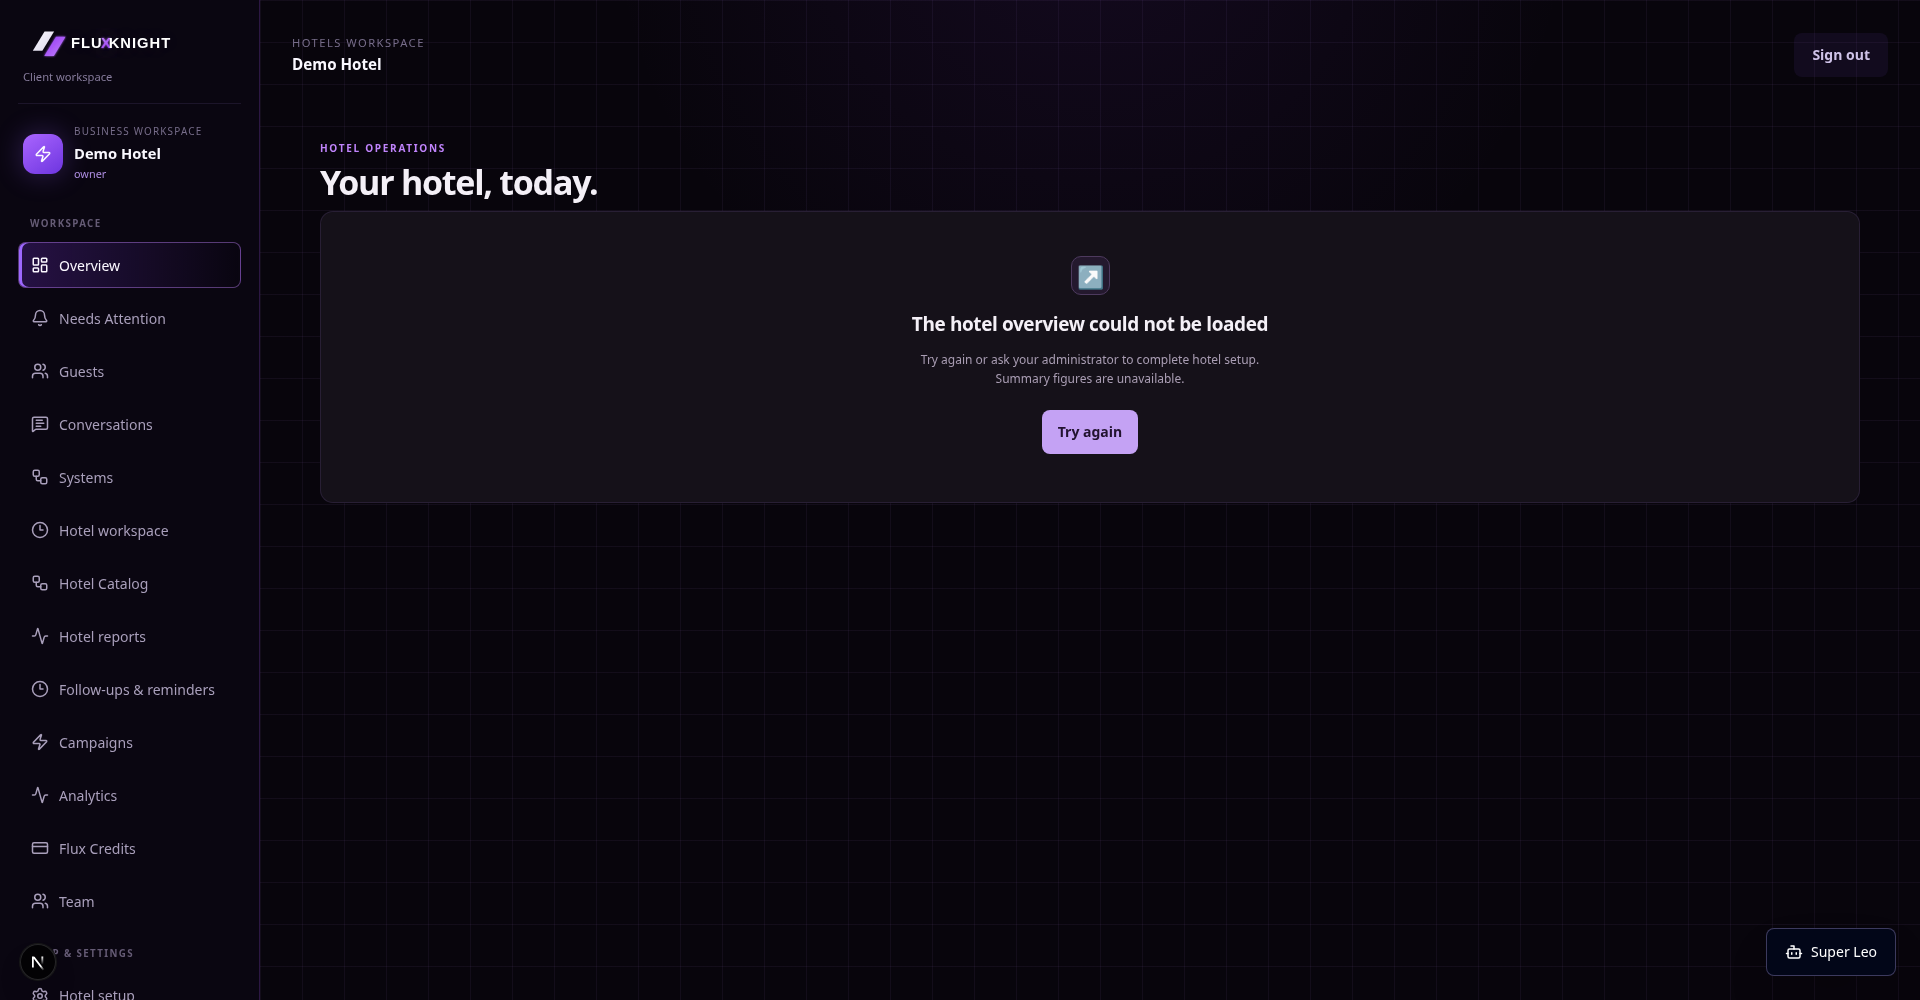 FLUXKNIGHT
Client workspace
BUSINESS WORKSPACE
Demo Hotel
owner
WORKSPACE
Overview
Needs Attention
Guests
Conversations
Systems
Hotel workspace
Hotel Catalog
Hotel reports
Follow-ups & reminders
Campaigns
Analytics
Flux Credits
Team
& SETTINGS
Hotel setup
HOTELS WORKSPACE
Demo Hotel
Sign out
HOTEL OPERATIONS
Your hotel, today.
The hotel overview could not be loaded
Try again or ask your administrator to complete hotel setup.
Summary figures are unavailable.
Try again
Super Leo